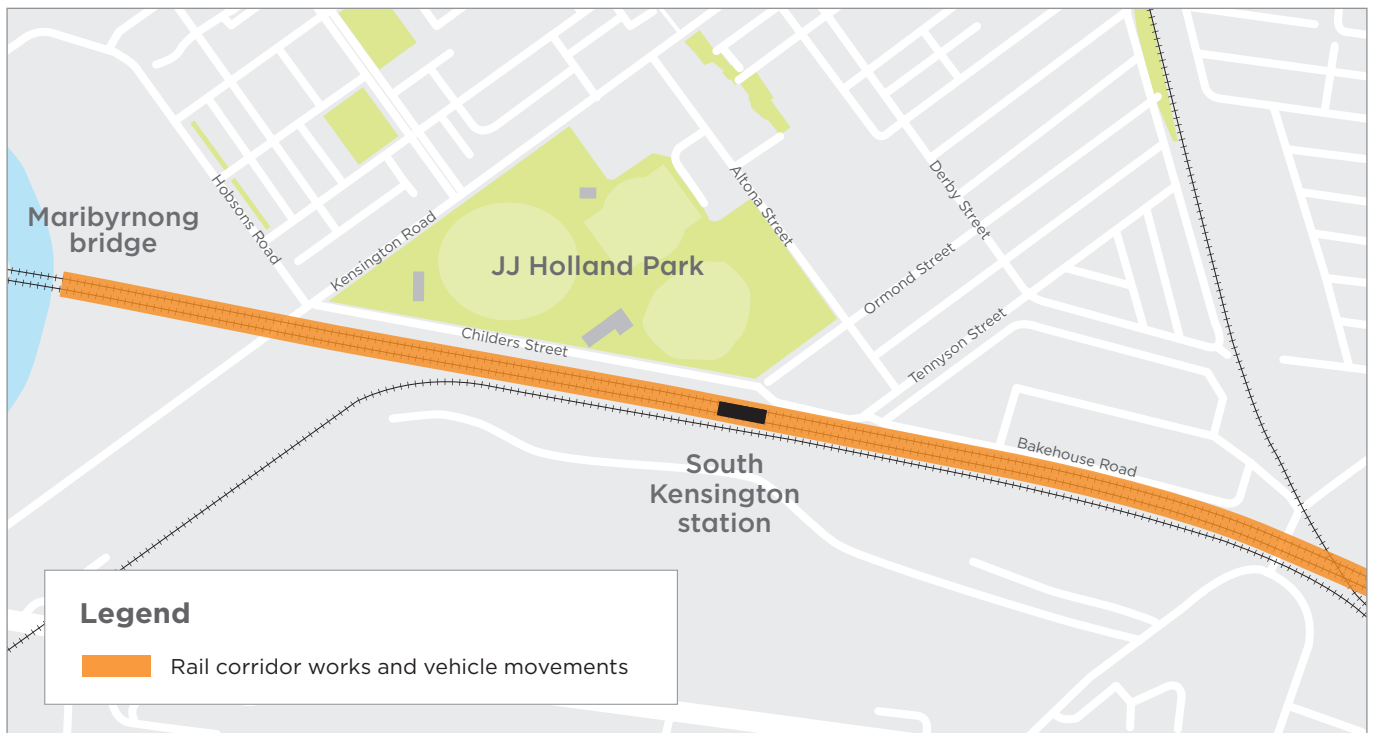 Maribyrnong
bridge
Hobsons Road
Kensington Road
JJ Holland Park
Childers Street
Altona Street
Derby Street
Ormond Street
Tennyson Street
Bakehouse Road
South
Kensington
station
Legend
Rail corridor works and vehicle movements